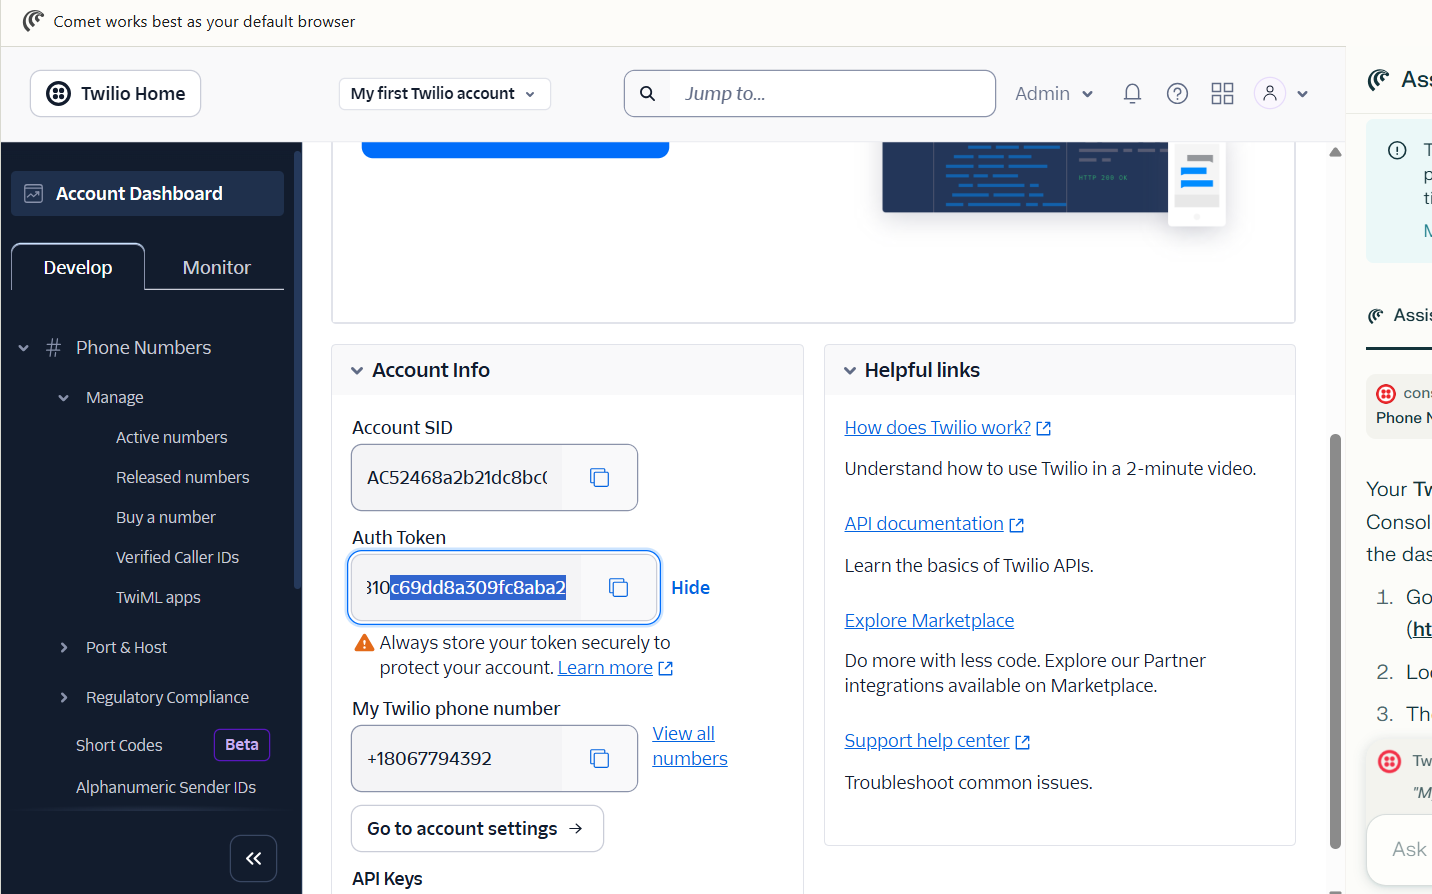 Comet works best as your default browser
Twilio Home
My first Twilio account
Jump to...
Admin
Account Dashboard
Develop
Monitor
Phone Numbers
Manage
Active numbers
Released numbers
Buy a number
Verified Caller IDs
TwiML apps
Port & Host
Regulatory Compliance
Short Codes
Beta
Alphanumeric Sender IDs
HTTP 200 OK
Account Info
Account SID
AC52468a2b21dc8bc
Auth Token
310c69dd8a309fc8aba2
Hide
Always store your token securely to
protect your account. Learn more
My Twilio phone number
+18067794392
View all
numbers
Go to account settings
API Keys
Helpful links
How does Twilio work?
Understand how to use Twilio in a 2-minute video.
API documentation
Learn the basics of Twilio APIs.
Explore Marketplace
Do more with less code. Explore our Partner
integrations available on Marketplace.
Support help center
Troubleshoot common issues.
Ass
T
p
ti
M
Assis
cons
Phone N
Your Tw
Consol
the das
1. Go
(ht
2. Loc
3. The
Tw
"My
Ask